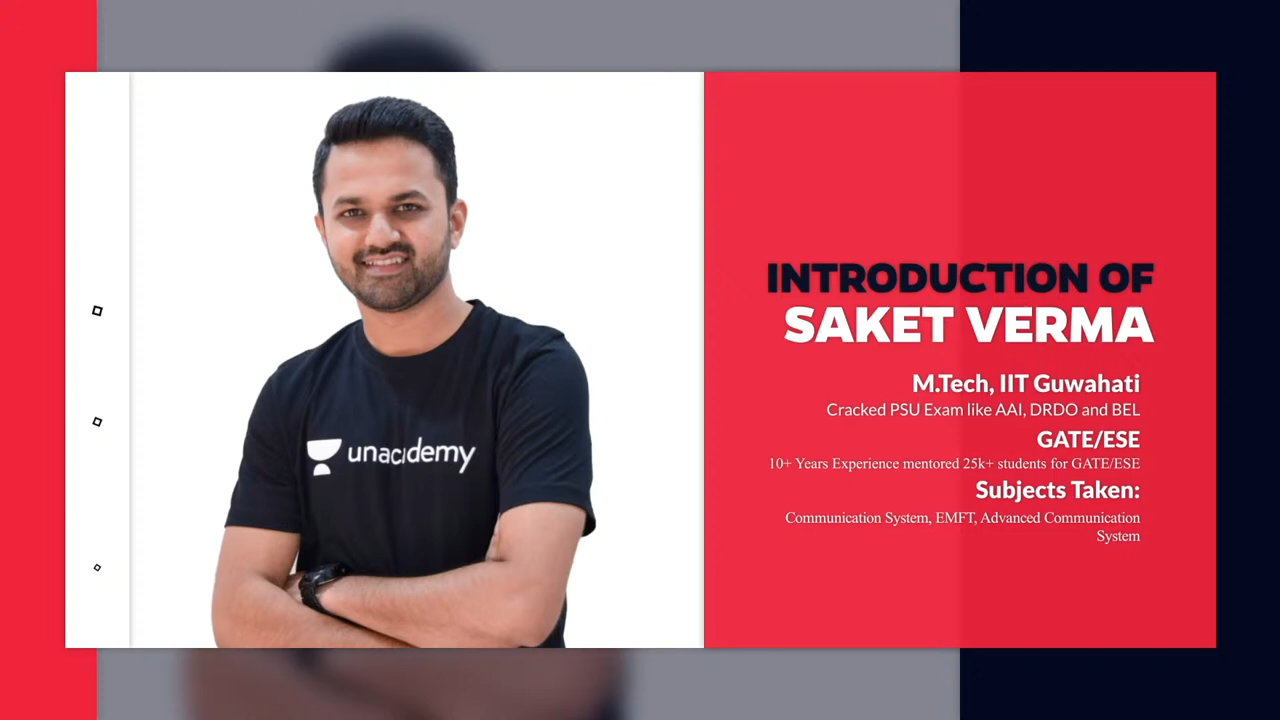 INTRODUCTION OF
SAKET VERMA
M.Tech, IIT Guwahati
Cracked PSU Exam like AAI, DRDO and BEL
GATE/ESE
10+ Years Experience mentored 25k+ students for GATE/ESE
Subjects Taken:
Communication System, EMFT, Advanced Communication
System
unacademy